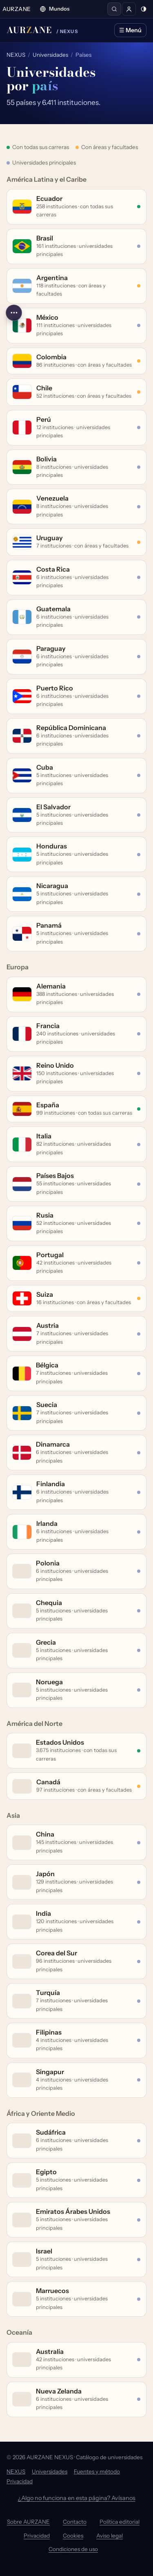 AURZANE Mundos
AURZANE / NEXUS ☰ Menú
NEXUS / Universidades / Países
Universidades
por país
55 países y 6.411 instituciones.
Con todas sus carreras Con áreas y facultades
Universidades principales
América Latina y el Caribe
Ecuador
258 instituciones · con todas sus
carreras
Brasil
161 instituciones · universidades
principales
Argentina
118 instituciones · con áreas y
facultades
México
111 instituciones · universidades
principales
Colombia
86 instituciones · con áreas y facultades
Chile
52 instituciones · con áreas y facultades
Perú
12 instituciones · universidades
principales
Bolivia
8 instituciones · universidades
principales
Venezuela
8 instituciones · universidades
principales
Uruguay
7 instituciones · con áreas y facultades
Costa Rica
6 instituciones · universidades
principales
Guatemala
6 instituciones · universidades
principales
Paraguay
6 instituciones · universidades
principales
Puerto Rico
6 instituciones · universidades
principales
República Dominicana
6 instituciones · universidades
principales
Cuba
5 instituciones · universidades
principales
El Salvador
5 instituciones · universidades
principales
Honduras
5 instituciones · universidades
principales
Nicaragua
5 instituciones · universidades
principales
Panamá
5 instituciones · universidades
principales
Europa
Alemania
388 instituciones · universidades
principales
Francia
240 instituciones · universidades
principales
Reino Unido
150 instituciones · universidades
principales
España
99 instituciones · con todas sus carreras
Italia
82 instituciones · universidades
principales
Países Bajos
55 instituciones · universidades
principales
Rusia
52 instituciones · universidades
principales
Portugal
42 instituciones · universidades
principales
Suiza
16 instituciones · con áreas y facultades
Austria
7 instituciones · universidades
principales
Bélgica
7 instituciones · universidades
principales
Suecia
7 instituciones · universidades
principales
Dinamarca
6 instituciones · universidades
principales
Finlandia
6 instituciones · universidades
principales
Irlanda
6 instituciones · universidades
principales
Polonia
6 instituciones · universidades
principales
Chequia
5 instituciones · universidades
principales
Grecia
5 instituciones · universidades
principales
Noruega
5 instituciones · universidades
principales
América del Norte
Estados Unidos
3.675 instituciones · con todas sus
carreras
Canadá
97 instituciones · con áreas y facultades
Asia
China
145 instituciones · universidades
principales
Japón
128 instituciones · universidades
principales
India
120 instituciones · universidades
principales
Corea del Sur
96 instituciones · universidades
principales
Turquía
7 instituciones · universidades
principales
Filipinas
4 instituciones · universidades
principales
Singapur
4 instituciones · universidades
principales
África y Oriente Medio
Sudáfrica
6 instituciones · universidades
principales
Egipto
5 instituciones · universidades
principales
Emiratos Árabes Unidos
5 instituciones · universidades
principales
Israel
5 instituciones · universidades
principales
Marruecos
5 instituciones · universidades
principales
Oceanía
Australia
42 instituciones · universidades
principales
Nueva Zelanda
6 instituciones · universidades
principales
© 2026 AURZANE NEXUS · Catálogo de universidades
NEXUS Universidades Fuentes y método
Privacidad
¿Algo no funciona en esta página? Avísanos
Sobre AURZANE Contacto Política editorial
Privacidad Cookies Aviso legal
Condiciones de uso